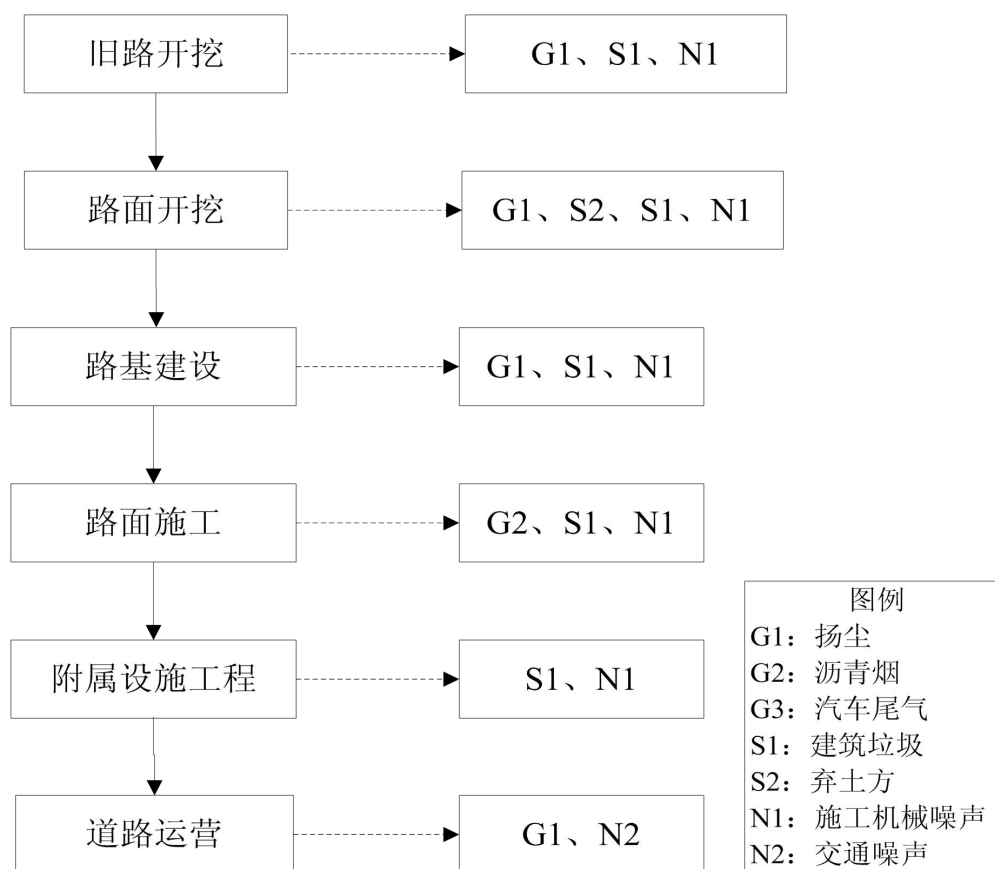 旧路开挖
G1、S1、N1
路面开挖
G1、S2、S1、N1
路基建设
G1、S1、N1
路面施工
G2、S1、N1
附属设施工程
S1、N1
道路运营
G1、N2
图例
G1：扬尘
G2：沥青烟
G3：汽车尾气
S1：建筑垃圾
S2：弃土方
N1：施工机械噪声
N2：交通噪声